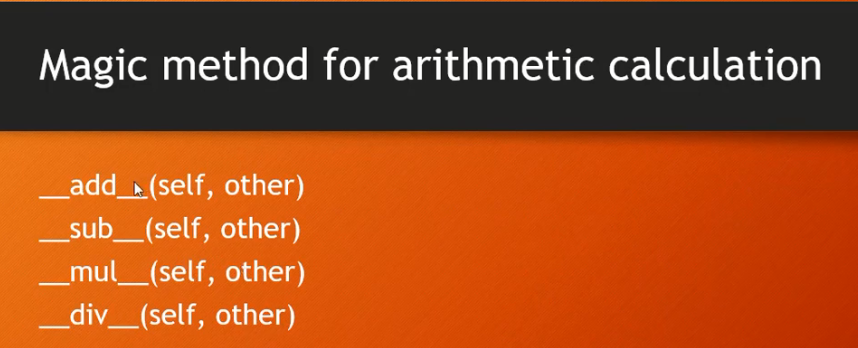 Magic method for arithmetic calculation
__add__(self, other)
__sub__(self, other)
__mul__(self, other)
__div__(self, other)